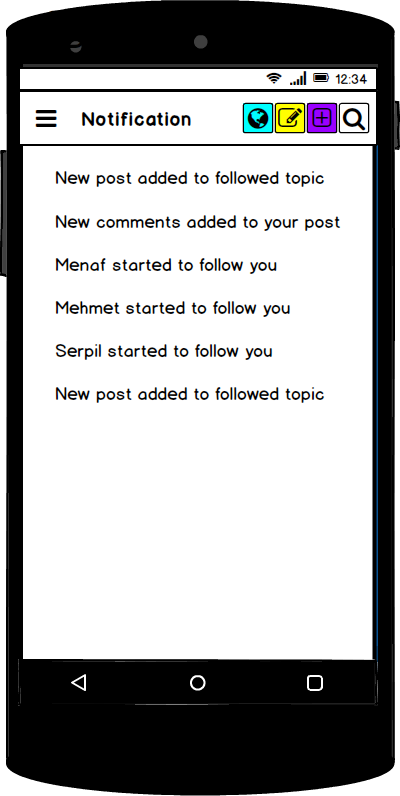 12:34
Notification
New post added to followed topic
New comments added to your post
Menaf started to follow you
Mehmet started to follow you
Serpil started to follow you
New post added to followed topic